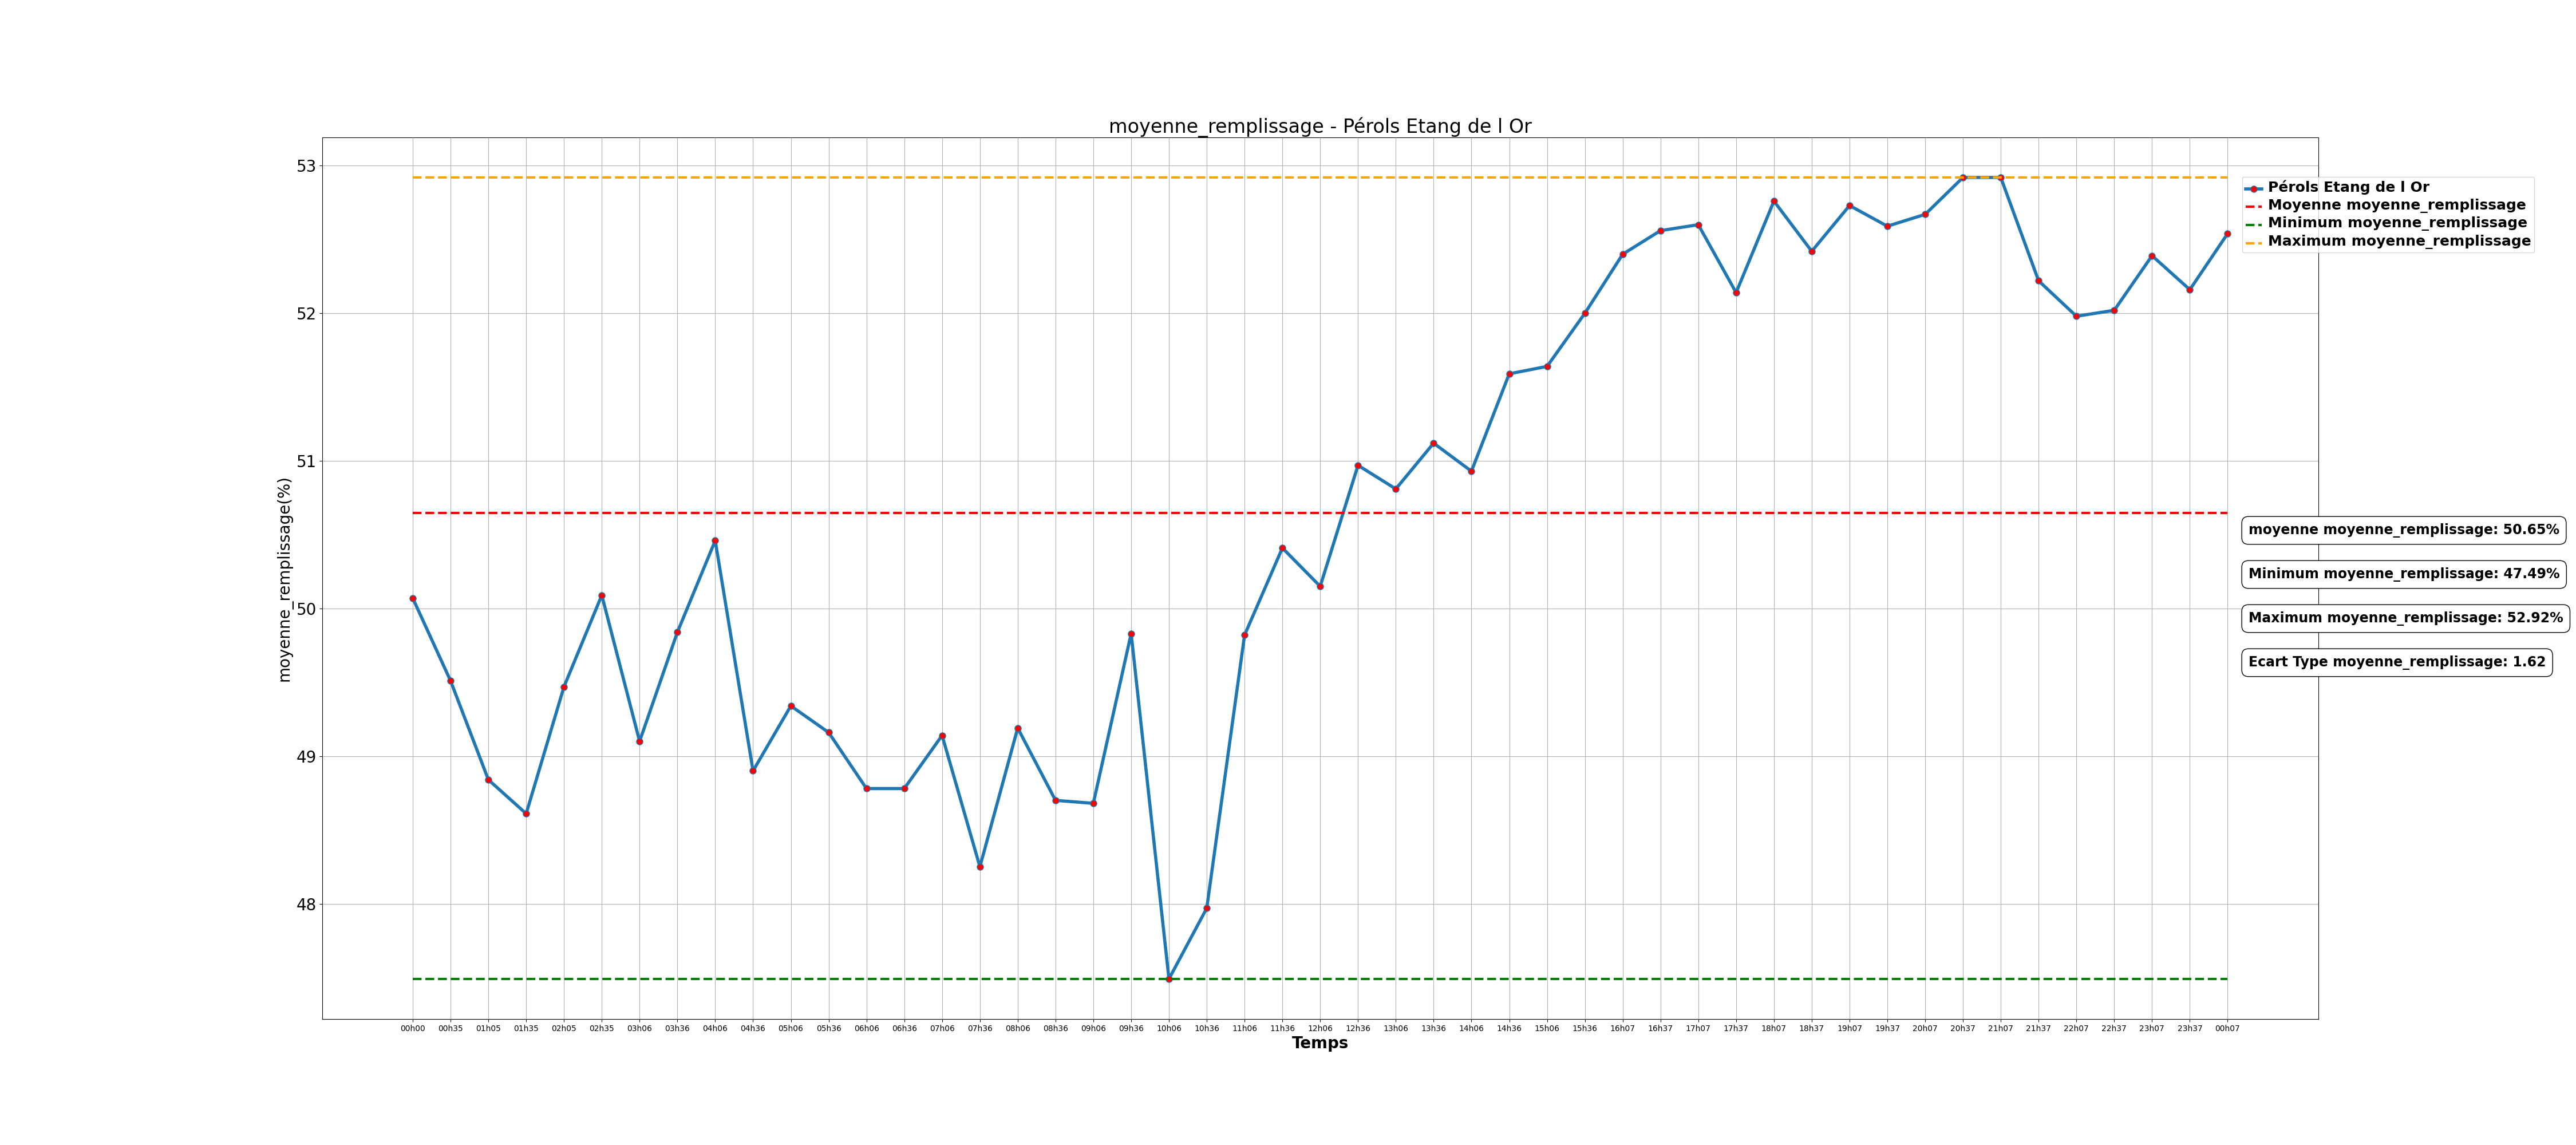 moyenne_remplissage - Pérols Etang de l Or
53
52
51
50
49
48
moyenne_remplissage(%)
Pérols Etang de l Or
Moyenne moyenne_remplissage
Minimum moyenne_remplissage
Maximum moyenne_remplissage
moyenne moyenne_remplissage: 50.65%
Minimum moyenne_remplissage: 47.49%
Maximum moyenne_remplissage: 52.92%
Ecart Type moyenne_remplissage: 1.62
00h00 00h35 01h05 01h35 02h05 02h35 03h06 03h36 04h06 04h36 05h06 05h36 06h06 06h36 07h06 07h36 08h06 08h36 09h06 09h36 10h06 10h36 11h06 11h36 12h06 12h36 13h06 13h36 14h06 14h36 15h06 15h36 16h07 16h37 17h07 17h37 18h07 18h37 19h07 19h37 20h07 20h37 21h07 21h37 22h07 22h37 23h07 23h37 00h07
Temps